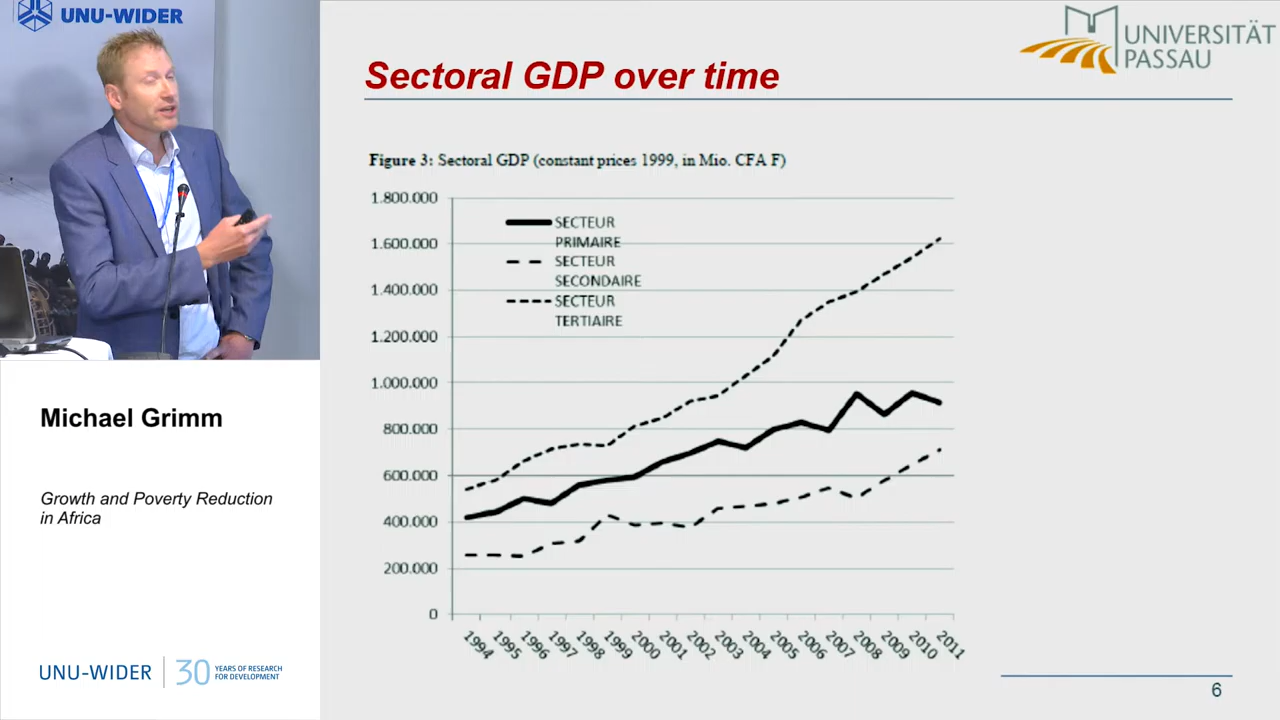 UNU-WIDER
UNIVERSITÄT
PASSAU
Sectoral GDP over time
Figure 3: Sectoral GDP (constant prices 1999, in Mio. CFA F)
1.800.000
1.600.000
1.400.000
1.200.000
1.000.000
800.000
600.000
400.000
200.000
0
SECTEUR
PRIMAIRE
SECTEUR
SECONDAIRE
SECTEUR
TERTIAIRE
1994 1995 1996 1997 1998 1999 2000 2001 2002 2003 2004 2005 2006 2007 2008 2009 2010 2011
Michael Grimm
Growth and Poverty Reduction
in Africa
UNU-WIDER
30 YEARS OF RESEARCH
FOR DEVELOPMENT
6